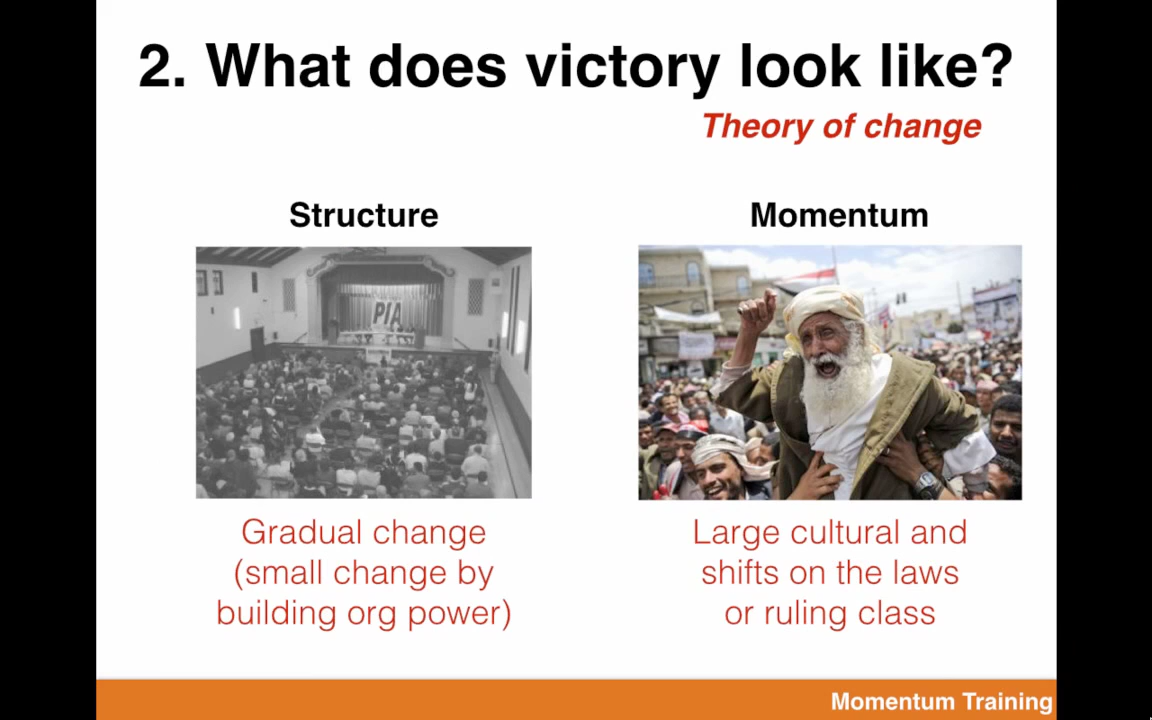 2. What does victory look like?
Theory of change
Structure
Momentum
PIA
Gradual change
(small change by
building org power)
Large cultural and
shifts on the laws
or ruling class
Momentum Training